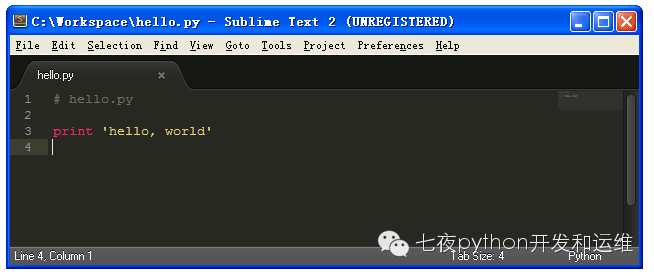 C:\Workspace\hello.py - Sublime Text 2 (UNREGISTERED)
File Edit Selection Find View Goto Tools Project Preferences Help
hello.py ×
1 # hello.py
2
3 print 'hello, world'
4
七夜python开发和运维
Line 4, Column 1 Tab Size: 4 Python